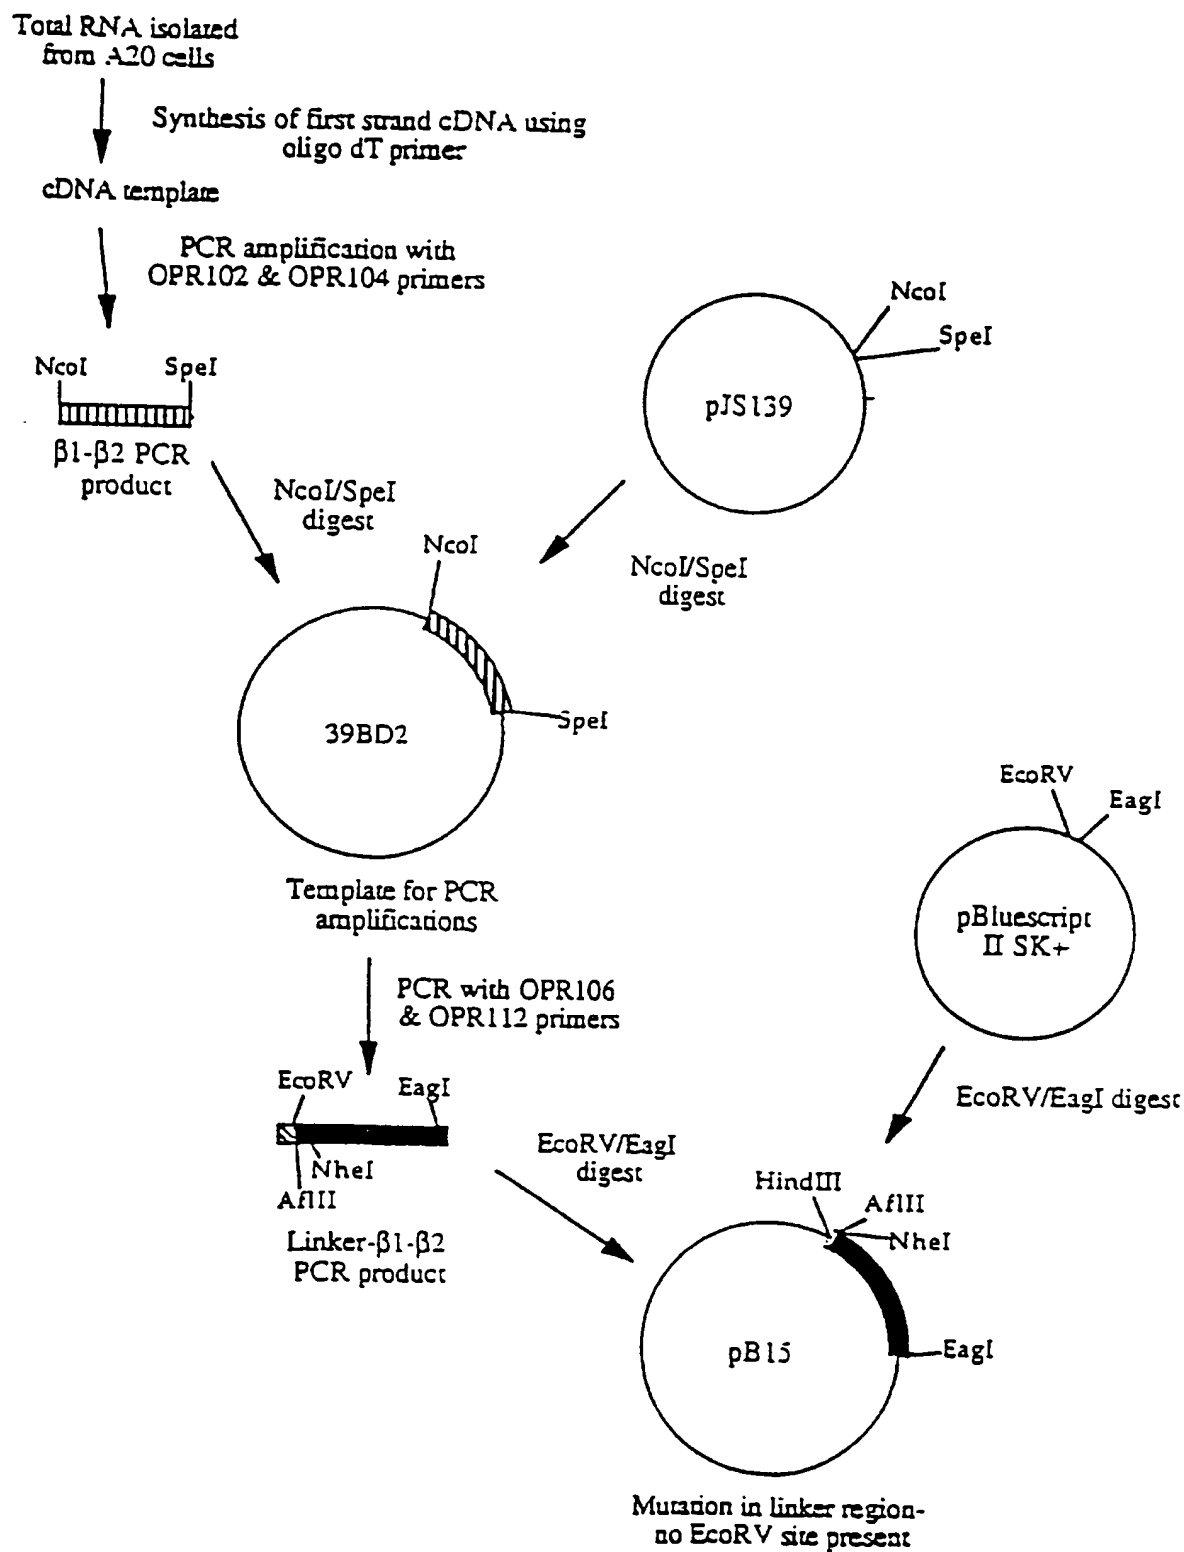 Total RNA isolated
from A20 cells
Synthesis of first strand cDNA using
oligo dT primer
cDNA template
PCR amplification with
OPR102 & OPR104 primers
NcoI
SpeI
β1-β2 PCR
product
NcoI
SpeI
pJS139
NcoI/SpeI
digest
NcoI/SpeI
digest
NcoI
SpeI
39BD2
Template for PCR
amplifications
PCR with OPR106
& OPR112 primers
EcoRV
EagI
pBluescript
II SK+
EcoRV/EagI digest
EcoRV
EagI
NheI
AflII
Linker-β1-β2
PCR product
EcoRV/EagI
digest
HindIII
AflII
NheI
EagI
pB15
Mutation in linker region-
no EcoRV site present